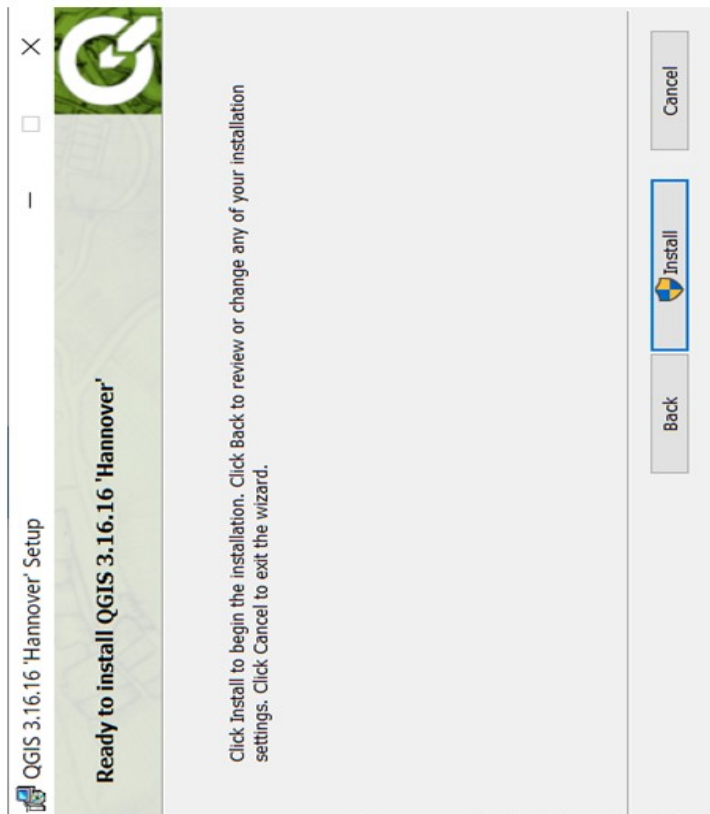 QGIS 3.16.16 'Hannover' Setup
Ready to install QGIS 3.16.16 'Hannover'
Click Install to begin the installation. Click Back to review or change any of your installation
settings. Click Cancel to exit the wizard.
Back
Install
Cancel